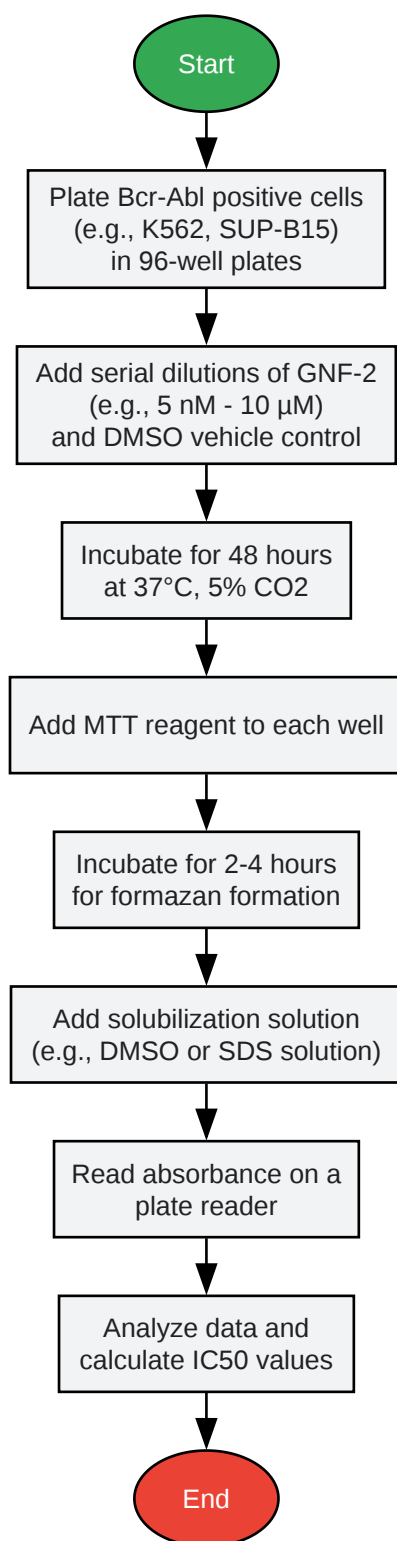 Start
Plate Bcr-Abl positive cells
(e.g., K562, SUP-B15)
in 96-well plates
Add serial dilutions of GNF-2
(e.g., 5 nM - 10 µM)
and DMSO vehicle control
Incubate for 48 hours
at 37°C, 5% CO2
Add MTT reagent to each well
Incubate for 2-4 hours
for formazan formation
Add solubilization solution
(e.g., DMSO or SDS solution)
Read absorbance on a
plate reader
Analyze data and
calculate IC50 values
End